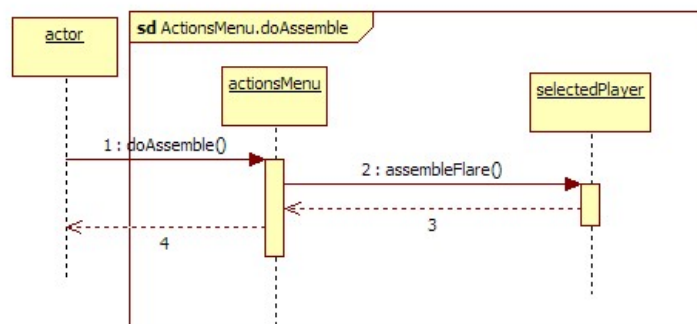 sd ActionsMenu.doAssemble
actor
actionsMenu
selectedPlayer
1 : doAssemble()
2 : assembleFlare()
3
4